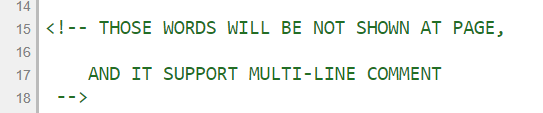 14
15 <!-- THOSE WORDS WILL BE NOT SHOWN AT PAGE,
16
17 AND IT SUPPORT MULTI-LINE COMMENT
18 -->